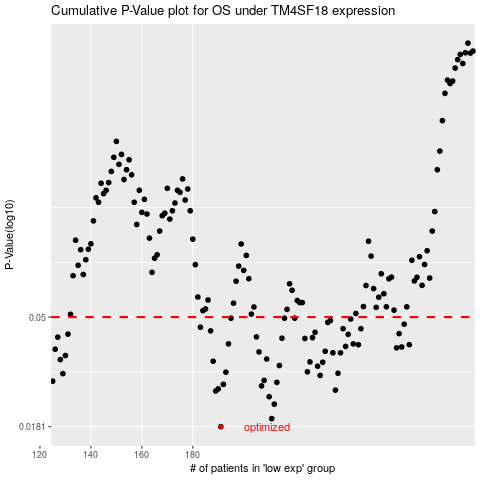 Cumulative P-Value plot for OS under TM4SF18 expression
P-Value(log10)
0.05
0.0181
optimized
120 140 160 180
# of patients in 'low exp' group